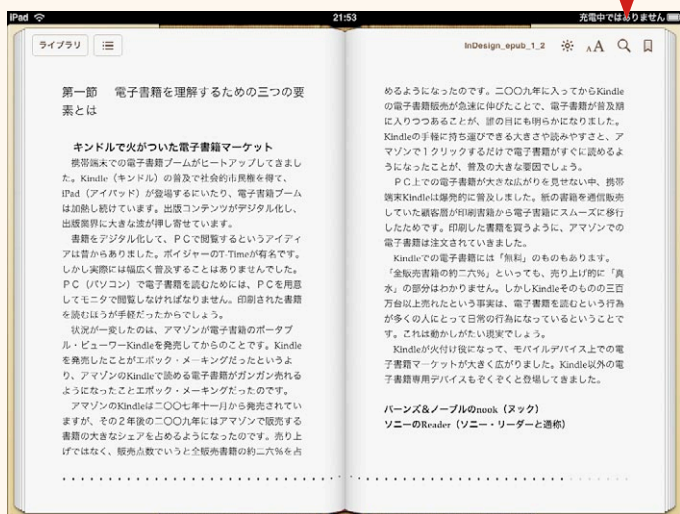 iPad
21:53
充電中ではありません
ライブラリ
InDesign_epub_1_2
AA
第一節　電子書籍を理解するための三つの要
素とは
キンドルで火がついた電子書籍マーケット
携帯端末での電子書籍ブームがヒートアップしてきまし
た。Kindle（キンドル）の普及で社会的市民権を得て、
iPad（アイパッド）が登場するにいたり、電子書籍ブーム
は加熱し続けています。出版コンテンツがデジタル化し、
出版業界に大きな波が押し寄せています。
書籍をデジタル化して、ＰＣで閲覧するというアイディ
アは昔からありました。ボイジャーのT-Timeが有名です。
しかし実際には幅広く普及することはありませんでした。
ＰＣ（パソコン）で電子書籍を読むためには、ＰＣを用意
してモニタで閲覧しなければなりません。印刷された書籍
を読むほうが手軽だったからでしょう。
状況が一変したのは、アマゾンが電子書籍のポータブ
ル・ビューワーKindleを発売してからのことです。Kindle
を発売したことがエポック・メーキングだったというよ
り、アマゾンのKindleで読める電子書籍がガンガン売れる
ようになったことエポック・メーキングだったのです。
アマゾンのKindleは二〇〇七年十一月から発売されてい
ますが、その２年後の二〇〇九年にはアマゾンで販売する
書籍の大きなシェアを占めるようになったのです。売り上
げではなく、販売点数でいうと全販売書籍の約二六%を占
めるようになったのです。二〇〇九年に入ってからKindle
の電子書籍販売が急速に伸びたことで、電子書籍が普及期
に入りつつあることが、誰の目にも明らかになりました。
Kindleの手軽に持ち運びできる大きさや読みやすさと、ア
マゾンで１クリックするだけで電子書籍がすぐに読めるよ
うになったことが、普及の大きな要因でしょう。
ＰＣ上での電子書籍が大きな広がりを見せない中、携帯
端末Kindleは爆発的に普及しました。紙の書籍を通信販売
していた顧客層が印刷書籍から電子書籍にスムーズに移行
したためです。印刷した書籍を買うように、アマゾンでの
電子書籍は注文されていきました。
Kindleでの電子書籍には「無料」のものもあります。
「全販売書籍の約二六%」といっても、売り上げ的に「真
水」の部分はわかりません。しかしKindleそのものの三百
万台以上売れたという事実は、電子書籍を読むという行為
が多くの人にとって日常の行為になっているということで
す。これは動かしがたい現実でしょう。
Kindleが火付け役になって、モバイルデバイス上での電
子書籍マーケットが大きく広がりました。Kindle以外の電
子書籍専用デバイスもぞくぞくと登場してきました。
バーンズ＆ノーブルのnook（ヌック）
ソニーのReader（ソニー・リーダーと通称）